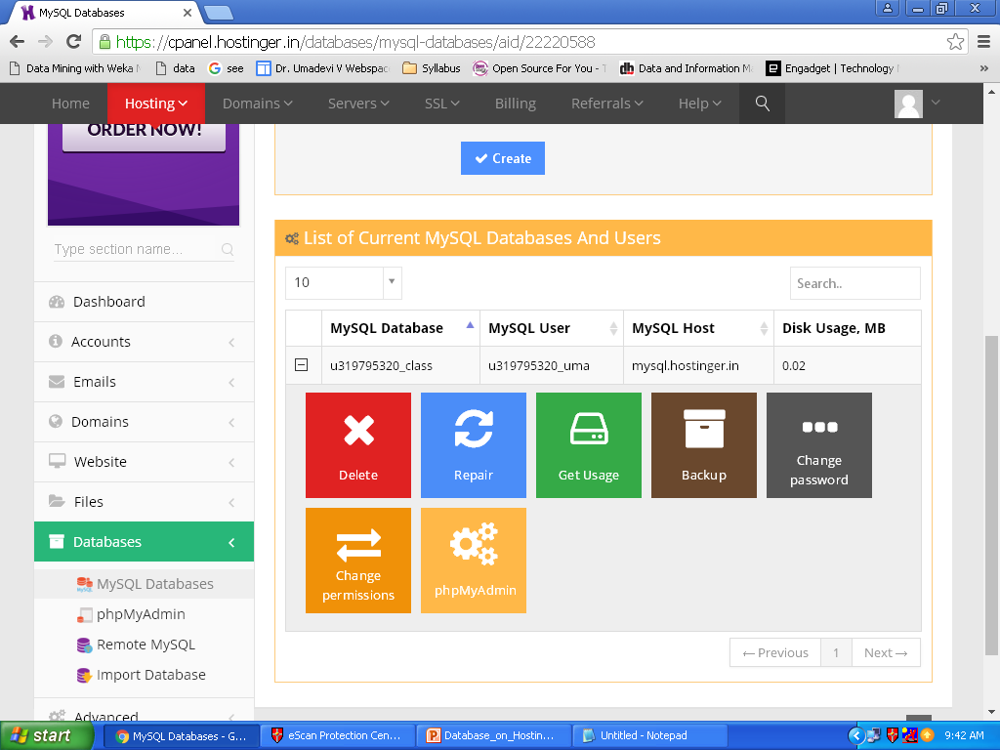 MySQL Databases
https://cpanel.hostinger.in/databases/mysql-databases/aid/22220588
Data Mining with Weka data see Dr. Umadevi V Webspac Syllabus Open Source For You - Data and Information M Engadget | Technology »
Home Hosting Domains Servers SSL Billing Referrals Help
ORDER NOW!
Create
List of Current MySQL Databases And Users
Type section name...
10 Search..
Dashboard
MySQL Database MySQL User MySQL Host Disk Usage, MB
Accounts
u319795320_class u319795320_uma mysql.hostinger.in 0.02
Emails
Domains
Website
Files
Databases
MySQL Databases
phpMyAdmin
Remote MySQL
Import Database
Advanced
Delete Repair Get Usage Backup Change
password
Change
permissions
phpMyAdmin
← Previous 1 Next →
start MySQL Databases - G... eScan Protection Cen... Database_on_Hostin... Untitled - Notepad 9:42 AM